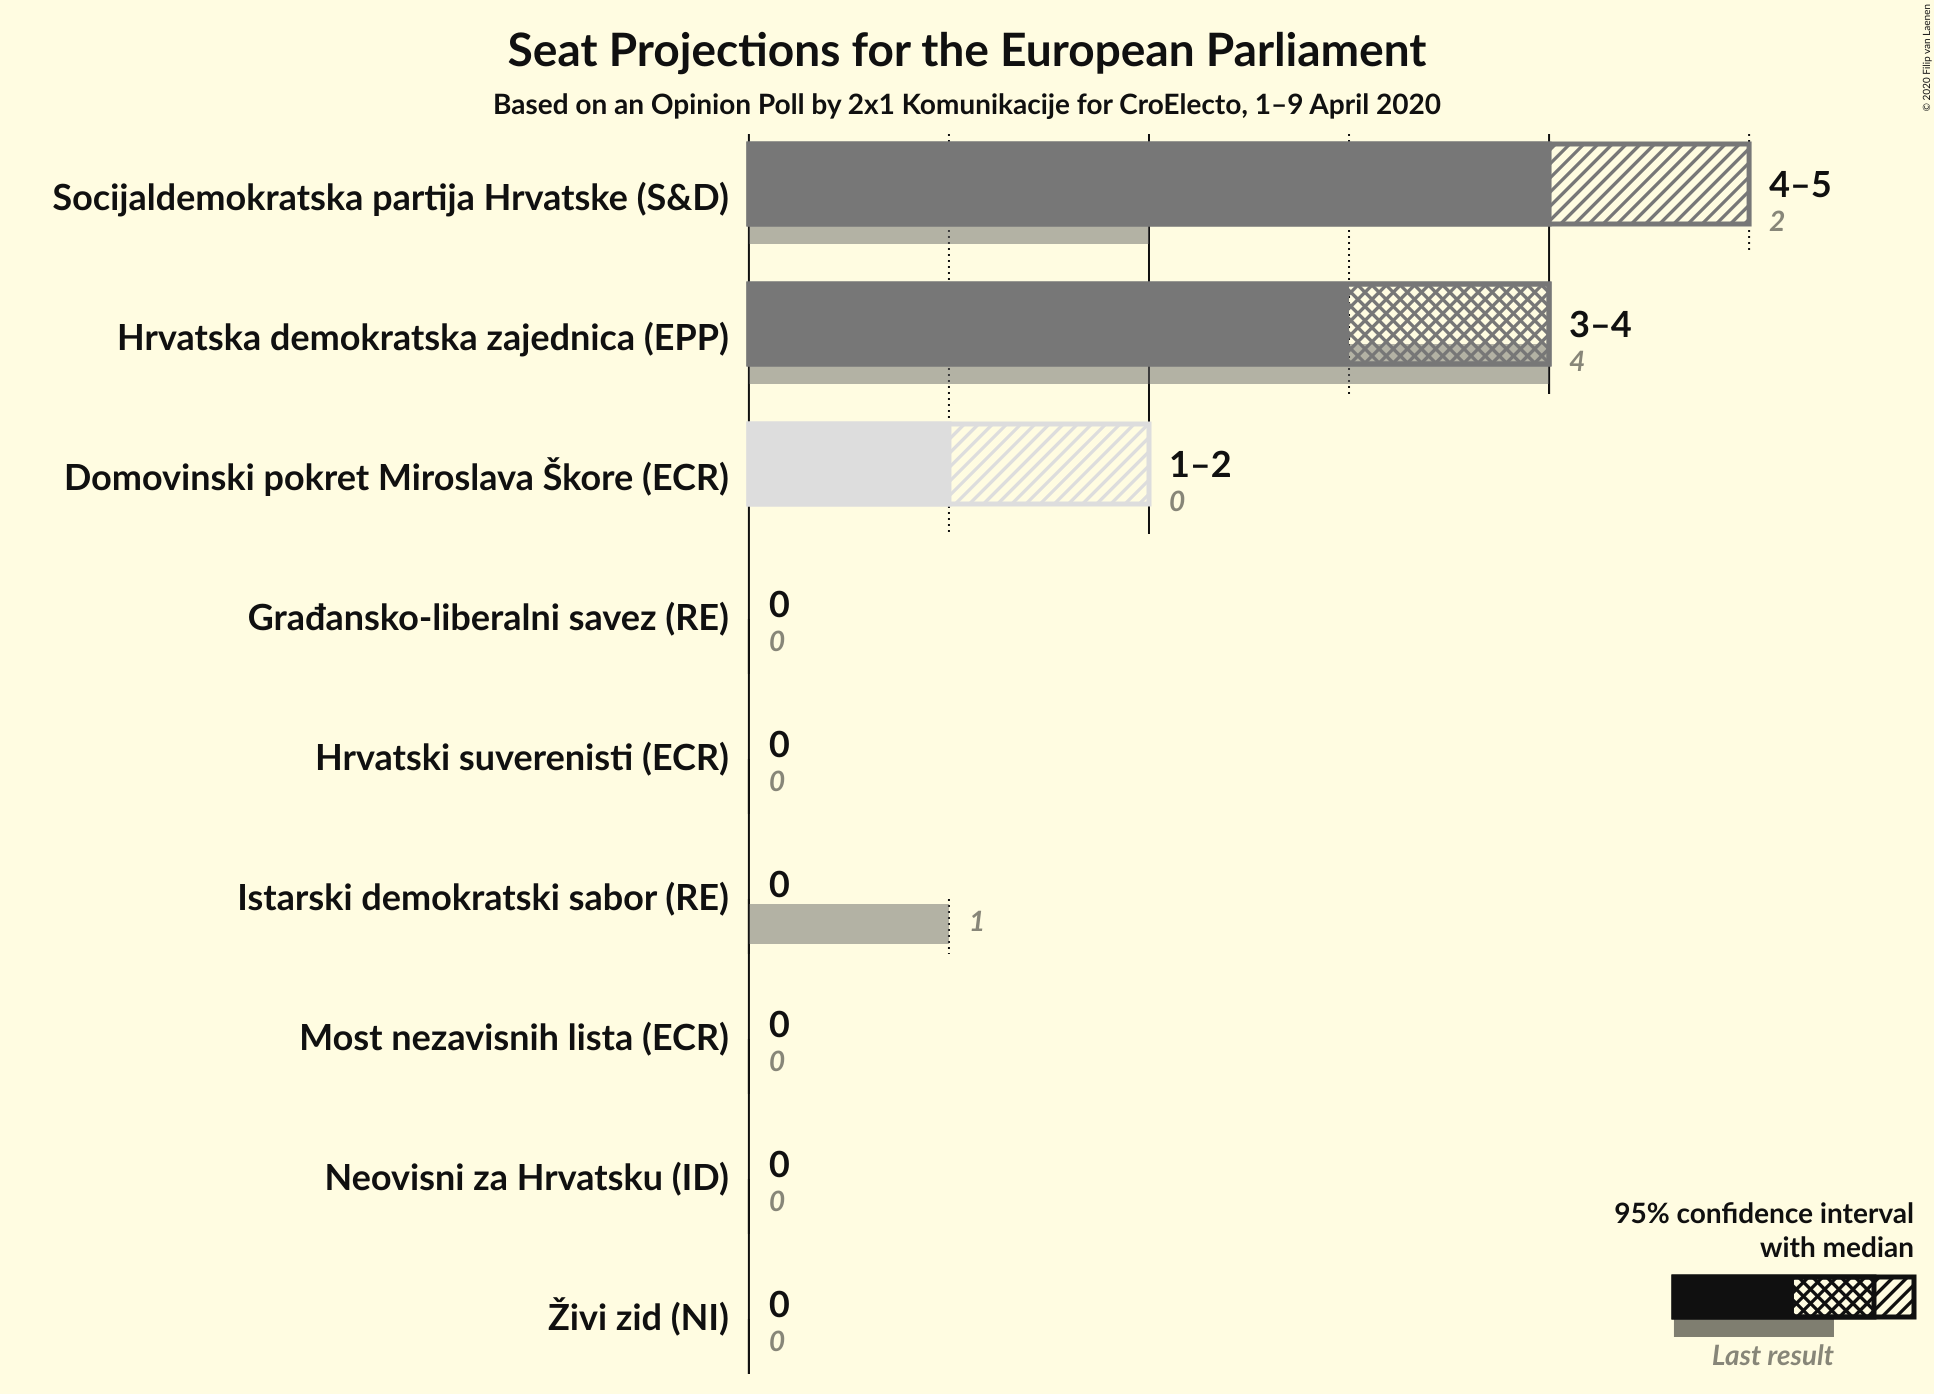 Seat Projections for the European Parliament
Based on an Opinion Poll by 2x1 Komunikacije for CroElecto, 1–9 April 2020
© 2020 Filip van Laenen
Socijaldemokratska partija Hrvatske (S&D)
4–5
2
Hrvatska demokratska zajednica (EPP)
3–4
4
Domovinski pokret Miroslava Škore (ECR)
1–2
0
Građansko-liberalni savez (RE)
0
0
Hrvatski suverenisti (ECR)
0
0
Istarski demokratski sabor (RE)
0
1
Most nezavisnih lista (ECR)
0
0
Neovisni za Hrvatsku (ID)
0
0
Živi zid (NI)
0
0
95% confidence interval
with median
Last result